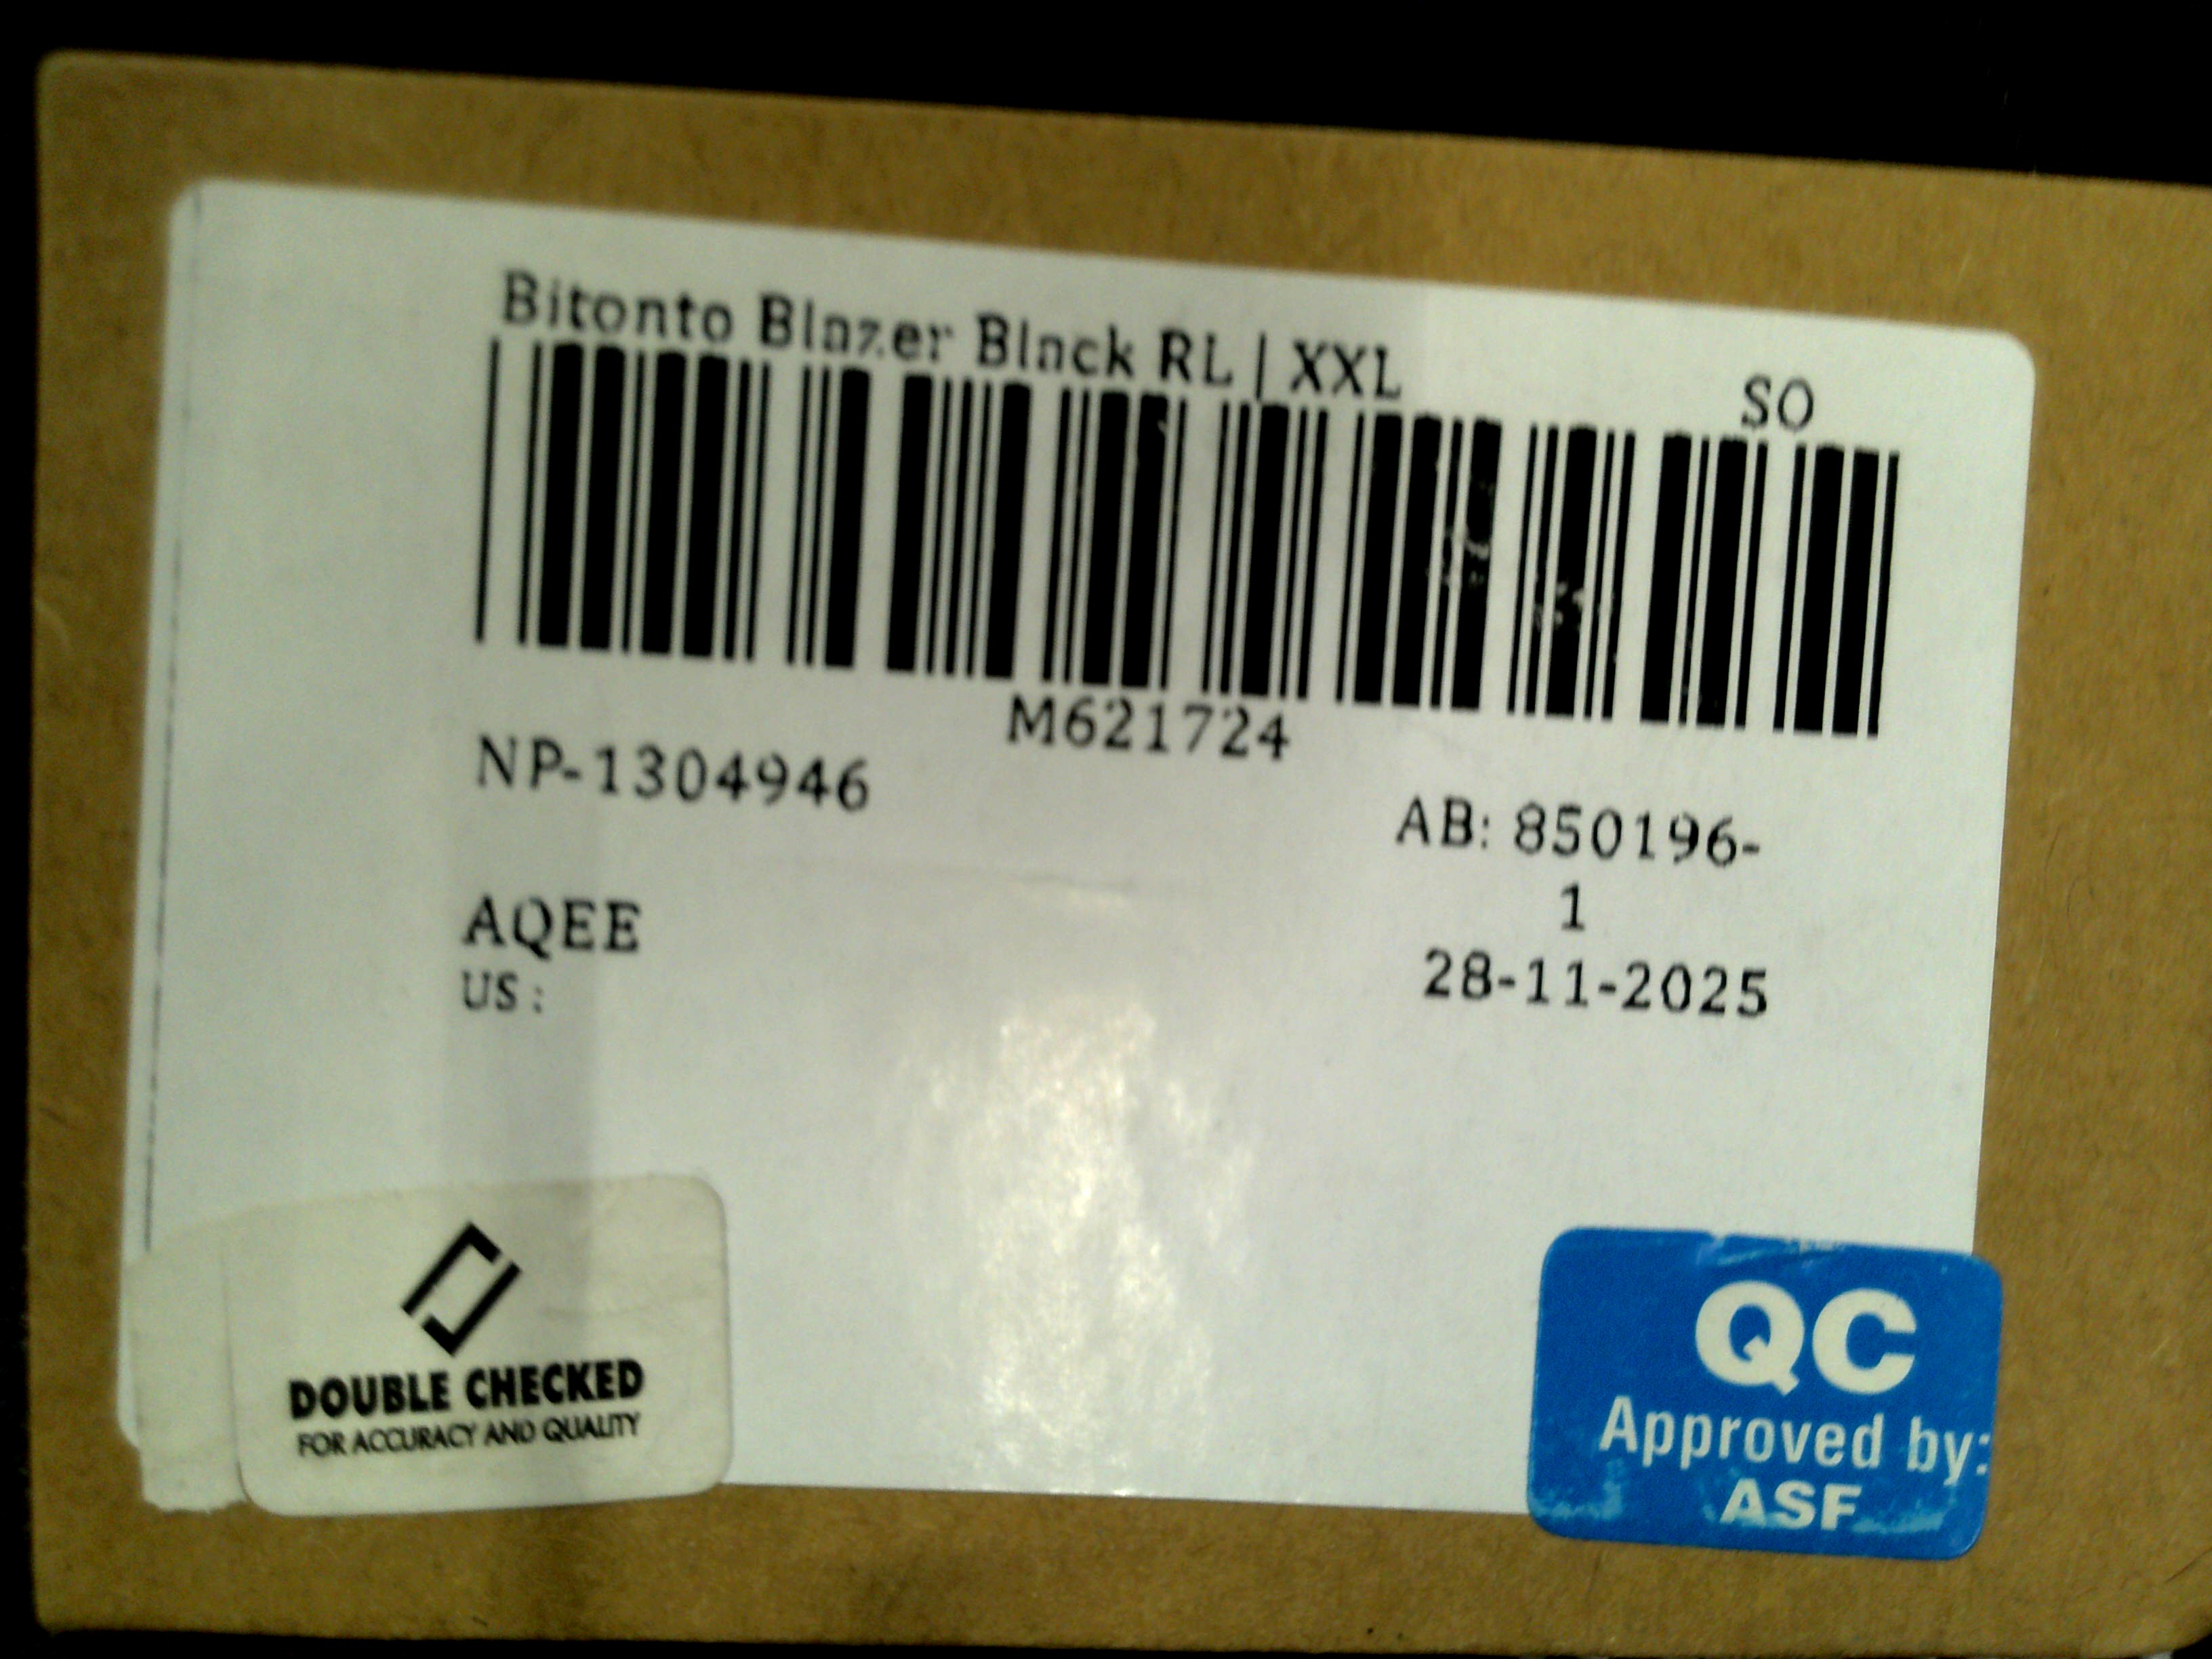 Bitonto Blazer Black RL | XXL
SO
M621724
NP-1304946
AB: 850196-
1
AQEE
28-11-2025
US :
DOUBLE CHECKED
FOR ACCURACY AND QUALITY
QC
Approved by:
ASF